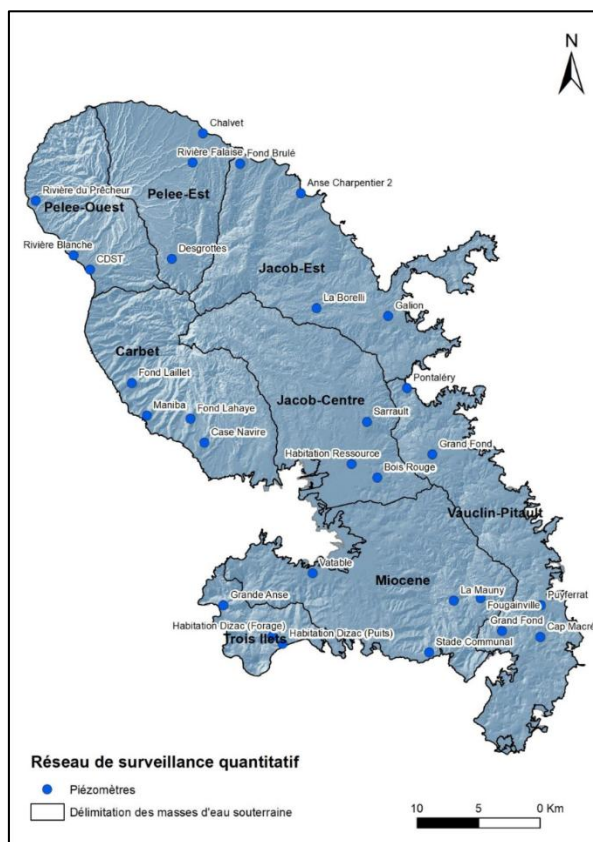 N
Chalvet
Rivière Falaise
Fond Brulé
Anse Charpentier 2
Rivière du Prêcheur
Pelee-Est
Pelee-Ouest
Rivière Blanche
CDST
Desgrottes
Jacob-Est
La Borelli
Galion
Carbet
Fond Laillet
Pontaléry
Jacob-Centre
Maniba
Fond Lahaye
Sarrault
Case Navire
Grand Fond
Habitation Ressource
Bois Rouge
Vauclin-Pitault
Vatable
Miocene
Grande Anse
La Mauny
Puyferrat
Fougainville
Habitation Dizac (Forage)
Grand Fond
Trois Ilets
Habitation Dizac (Puits)
Cap Macré
Stade Communal
Réseau de surveillance quantitatif
Piézomètres
Délimitation des masses d'eau souterraine
10 5 0 Km